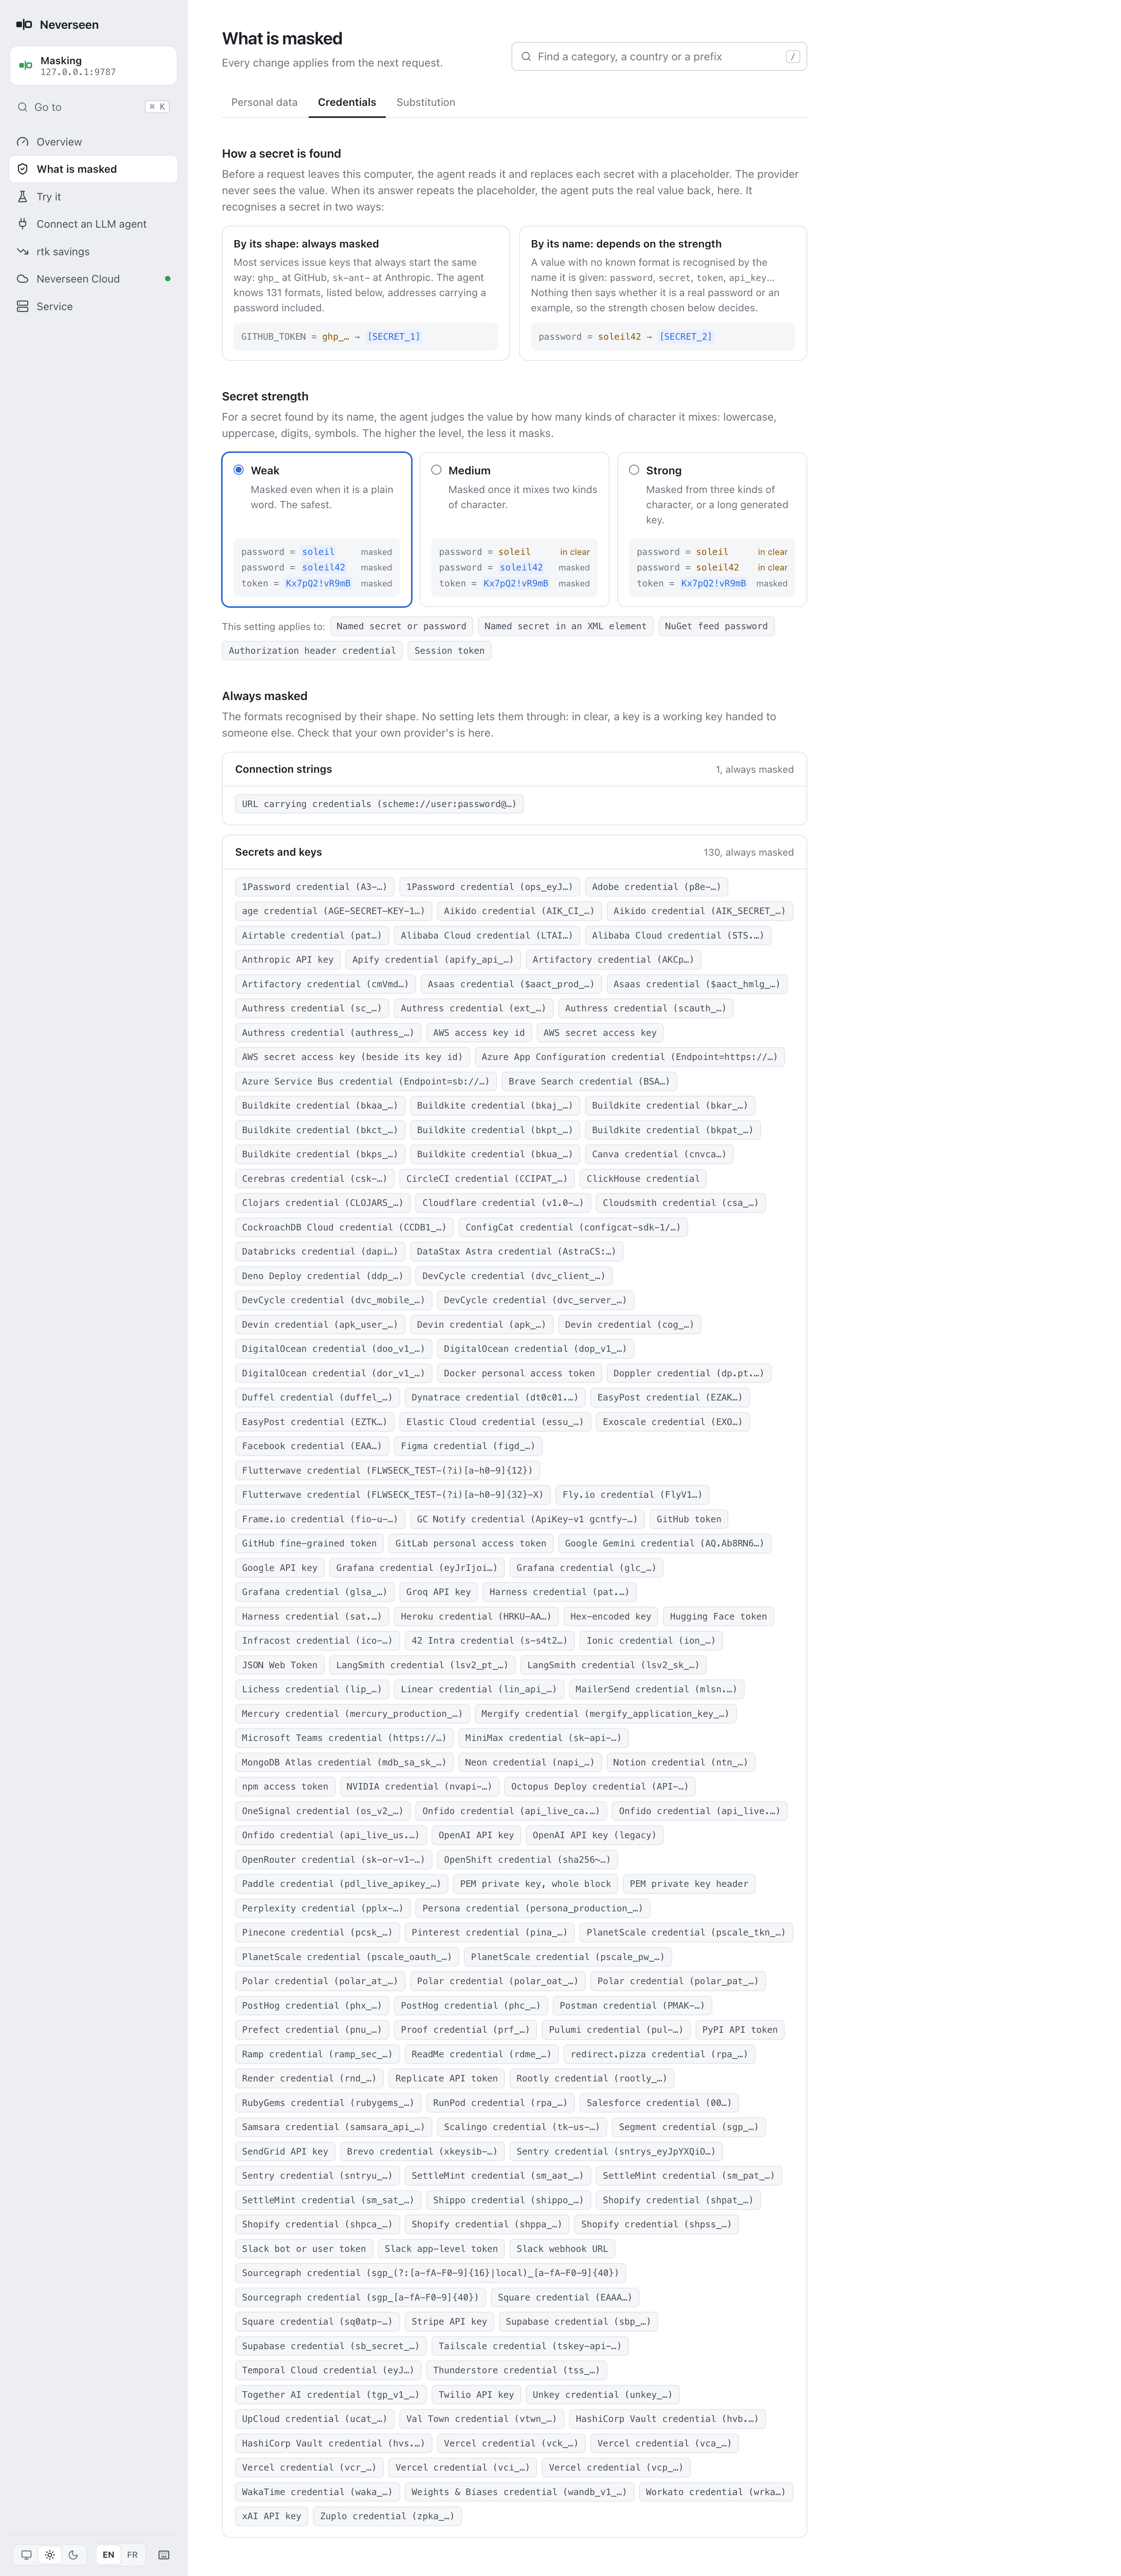 Neverseen
Masking
127.0.0.1:9787
Go to
⌘ K
Overview
What is masked
Try it
Connect an LLM agent
rtk savings
Neverseen Cloud
Service
What is masked
Every change applies from the next request.
Find a category, a country or a prefix
/
Personal data Credentials Substitution
How a secret is found
Before a request leaves this computer, the agent reads it and replaces each secret with a placeholder. The provider
never sees the value. When its answer repeats the placeholder, the agent puts the real value back, here. It
recognises a secret in two ways:
By its shape: always masked
Most services issue keys that always start the same
way: ghp_ at GitHub, sk-ant- at Anthropic. The agent
knows 131 formats, listed below, addresses carrying a
password included.
GITHUB_TOKEN = ghp_… → [SECRET_1]
By its name: depends on the strength
A value with no known format is recognised by the
name it is given: password, secret, token, api_key…
Nothing then says whether it is a real password or an
example, so the strength chosen below decides.
password = soleil42 → [SECRET_2]
Secret strength
For a secret found by its name, the agent judges the value by how many kinds of character it mixes: lowercase,
uppercase, digits, symbols. The higher the level, the less it masks.
Weak
Masked even when it is a plain
word. The safest.
password = soleil masked
password = soleil42 masked
token = Kx7pQ2!vR9mB masked
Medium
Masked once it mixes two kinds
of character.
password = soleil in clear
password = soleil42 masked
token = Kx7pQ2!vR9mB masked
Strong
Masked from three kinds of
character, or a long generated
key.
password = soleil in clear
password = soleil42 in clear
token = Kx7pQ2!vR9mB masked
This setting applies to: Named secret or password Named secret in an XML element NuGet feed password
Authorization header credential Session token
Always masked
The formats recognised by their shape. No setting lets them through: in clear, a key is a working key handed to
someone else. Check that your own provider's is here.
Connection strings 1, always masked
URL carrying credentials (scheme://user:password@…)
Secrets and keys 130, always masked
1Password credential (A3-…) 1Password credential (ops_eyJ…) Adobe credential (p8e-…)
age credential (AGE-SECRET-KEY-1…) Aikido credential (AIK_CI_…) Aikido credential (AIK_SECRET_…)
Airtable credential (pat…) Alibaba Cloud credential (LTAI…) Alibaba Cloud credential (STS.…)
Anthropic API key Apify credential (apify_api_…) Artifactory credential (AKCp…)
Artifactory credential (cmVmd…) Asaas credential ($aact_prod_…) Asaas credential ($aact_hmlg_…)
Authress credential (sc_…) Authress credential (ext_…) Authress credential (scauth_…)
Authress credential (authress_…) AWS access key id AWS secret access key
AWS secret access key (beside its key id) Azure App Configuration credential (Endpoint=https://…)
Azure Service Bus credential (Endpoint=sb://…) Brave Search credential (BSA…)
Buildkite credential (bkaa_…) Buildkite credential (bkaj_…) Buildkite credential (bkar_…)
Buildkite credential (bkct_…) Buildkite credential (bkpt_…) Buildkite credential (bkpat_…)
Buildkite credential (bkps_…) Buildkite credential (bkua_…) Canva credential (cnvca…)
Cerebras credential (csk-…) CircleCI credential (CCIPAT_…) ClickHouse credential
Clojars credential (CLOJARS_…) Cloudflare credential (v1.0-…) Cloudsmith credential (csa_…)
CockroachDB Cloud credential (CCDB1_…) ConfigCat credential (configcat-sdk-1/…)
Databricks credential (dapi…) DataStax Astra credential (AstraCS:…)
Deno Deploy credential (ddp_…) DevCycle credential (dvc_client_…)
DevCycle credential (dvc_mobile_…) DevCycle credential (dvc_server_…)
Devin credential (apk_user_…) Devin credential (apk_…) Devin credential (cog_…)
DigitalOcean credential (doo_v1_…) DigitalOcean credential (dop_v1_…)
DigitalOcean credential (dor_v1_…) Docker personal access token Doppler credential (dp.pt.…)
Duffel credential (duffel_…) Dynatrace credential (dt0c01.…) EasyPost credential (EZAK…)
EasyPost credential (EZTK…) Elastic Cloud credential (essu_…) Exoscale credential (EXO…)
Facebook credential (EAA…) Figma credential (figd_…)
Flutterwave credential (FLWSECK_TEST-(?i)[a-h0-9]{12})
Flutterwave credential (FLWSECK_TEST-(?i)[a-h0-9]{32}-X) Fly.io credential (FlyV1…)
Frame.io credential (fio-u-…) GC Notify credential (ApiKey-v1 gcntfy-…) GitHub token
GitHub fine-grained token GitLab personal access token Google Gemini credential (AQ.Ab8RN6…)
Google API key Grafana credential (eyJrIjoi…) Grafana credential (glc_…)
Grafana credential (glsa_…) Groq API key Harness credential (pat.…)
Harness credential (sat.…) Heroku credential (HRKU-AA…) Hex-encoded key Hugging Face token
Infracost credential (ico-…) 42 Intra credential (s-s4t2…) Ionic credential (ion_…)
JSON Web Token LangSmith credential (lsv2_pt_…) LangSmith credential (lsv2_sk_…)
Lichess credential (lip_…) Linear credential (lin_api_…) MailerSend credential (mlsn.…)
Mercury credential (mercury_production_…) Mergify credential (mergify_application_key_…)
Microsoft Teams credential (https://…) MiniMax credential (sk-api-…)
MongoDB Atlas credential (mdb_sa_sk_…) Neon credential (napi_…) Notion credential (ntn_…)
npm access token NVIDIA credential (nvapi-…) Octopus Deploy credential (API-…)
OneSignal credential (os_v2_…) Onfido credential (api_live_ca.…) Onfido credential (api_live.…)
Onfido credential (api_live_us.…) OpenAI API key OpenAI API key (legacy)
OpenRouter credential (sk-or-v1-…) OpenShift credential (sha256~…)
Paddle credential (pdl_live_apikey_…) PEM private key, whole block PEM private key header
Perplexity credential (pplx-…) Persona credential (persona_production_…)
Pinecone credential (pcsk_…) Pinterest credential (pina_…) PlanetScale credential (pscale_tkn_…)
PlanetScale credential (pscale_oauth_…) PlanetScale credential (pscale_pw_…)
Polar credential (polar_at_…) Polar credential (polar_oat_…) Polar credential (polar_pat_…)
PostHog credential (phx_…) PostHog credential (phc_…) Postman credential (PMAK-…)
Prefect credential (pnu_…) Proof credential (prf_…) Pulumi credential (pul-…) PyPI API token
Ramp credential (ramp_sec_…) ReadMe credential (rdme_…) redirect.pizza credential (rpa_…)
Render credential (rnd_…) Replicate API token Rootly credential (rootly_…)
RubyGems credential (rubygems_…) RunPod credential (rpa_…) Salesforce credential (00…)
Samsara credential (samsara_api_…) Scalingo credential (tk-us-…) Segment credential (sgp_…)
SendGrid API key Brevo credential (xkeysib-…) Sentry credential (sntrys_eyJpYXQiO…)
Sentry credential (sntryu_…) SettleMint credential (sm_aat_…) SettleMint credential (sm_pat_…)
SettleMint credential (sm_sat_…) Shippo credential (shippo_…) Shopify credential (shpat_…)
Shopify credential (shpca_…) Shopify credential (shppa_…) Shopify credential (shpss_…)
Slack bot or user token Slack app-level token Slack webhook URL
Sourcegraph credential (sgp_(?:[a-fA-F0-9]{16}|local)_[a-fA-F0-9]{40})
Sourcegraph credential (sgp_[a-fA-F0-9]{40}) Square credential (EAAA…)
Square credential (sq0atp-…) Stripe API key Supabase credential (sbp_…)
Supabase credential (sb_secret_…) Tailscale credential (tskey-api-…)
Temporal Cloud credential (eyJ…) Thunderstore credential (tss_…)
Together AI credential (tgp_v1_…) Twilio API key Unkey credential (unkey_…)
UpCloud credential (ucat_…) Val Town credential (vtwn_…) HashiCorp Vault credential (hvb.…)
HashiCorp Vault credential (hvs.…) Vercel credential (vck_…) Vercel credential (vca_…)
Vercel credential (vcr_…) Vercel credential (vci_…) Vercel credential (vcp_…)
WakaTime credential (waka_…) Weights & Biases credential (wandb_v1_…) Workato credential (wrka…)
xAI API key Zuplo credential (zpka_…)
EN FR